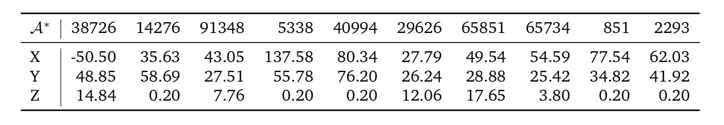 𝒜* 38726 14276 91348 5338 40994 29626 65851 65734 851 2293
X -50.50 35.63 43.05 137.58 80.34 27.79 49.54 54.59 77.54 62.03
Y 48.85 58.69 27.51 55.78 76.20 26.24 28.88 25.42 34.82 41.92
Z 14.84 0.20 7.76 0.20 0.20 12.06 17.65 3.80 0.20 0.20